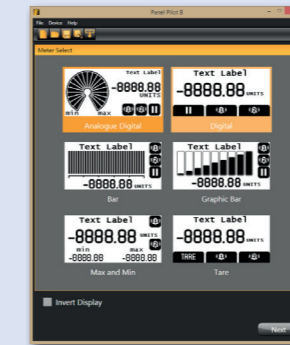 Panel Pilot B
File Device Help
Meter Select
Text Label
-8888.88
UNITS
min max
Analogue Digital
Text Label
-8888.88 UNITS
Digital
Text Label
-8888.88 UNITS
Bar
Text Label
-8888.88 UNITS
Graphic Bar
Text Label
-8888.88 UNITS
min max
-8888.88 -8888.88
Max and Min
Text Label
-8888.88 UNITS
TARE
Tare
Invert Display
Next